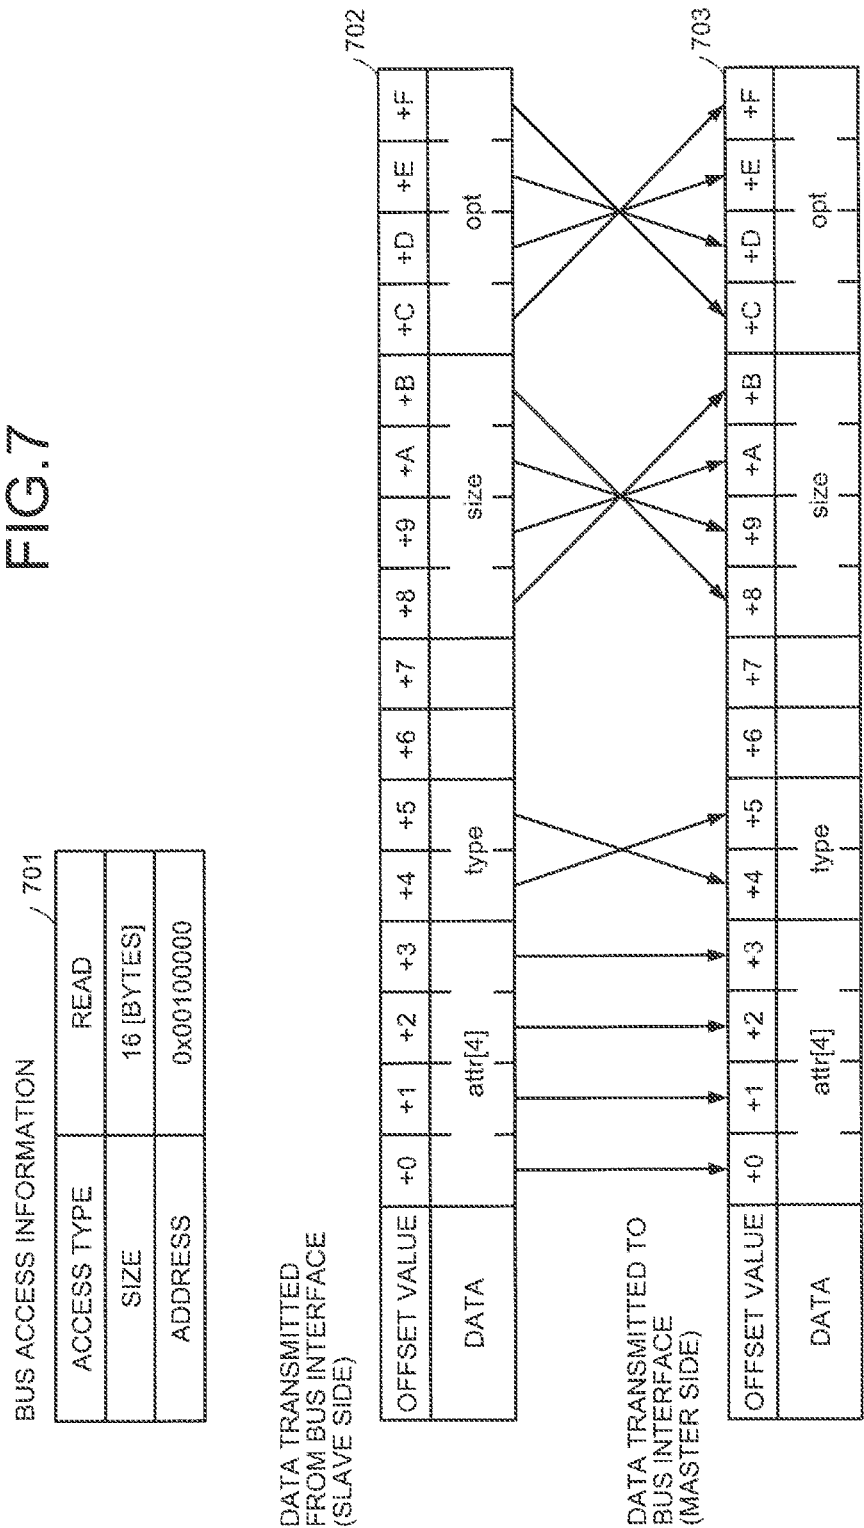 FIG.7
BUS ACCESS INFORMATION
701
ACCESS TYPE READ
SIZE 16 [BYTES]
ADDRESS 0x00100000
DATA TRANSMITTED
FROM BUS INTERFACE
(SLAVE SIDE)
702
OFFSET VALUE +0 +1 +2 +3 +4 +5 +6 +7 +8 +9 +A +B +C +D +E +F
DATA attr[4] type size opt
DATA TRANSMITTED TO
BUS INTERFACE
(MASTER SIDE)
703
OFFSET VALUE +0 +1 +2 +3 +4 +5 +6 +7 +8 +9 +A +B +C +D +E +F
DATA attr[4] type size opt